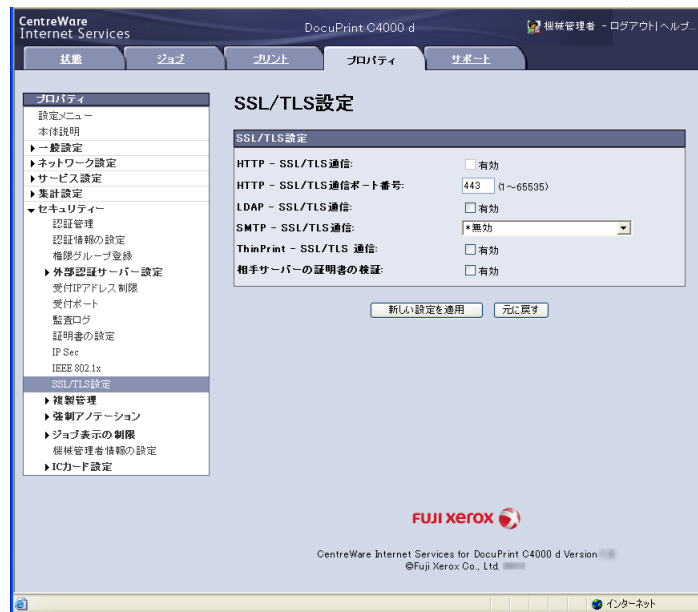 CentreWare
Internet Services
DocuPrint C4000 d
機械管理者 - ログアウト| ヘルプ...
状態
ジョブ
プリント
プロパティ
サポート
プロパティ
設定メニュー
本体説明
一般設定
ネットワーク設定
サービス設定
集計設定
セキュリティー
認証管理
認証情報の設定
権限グループ登録
外部認証サーバー設定
受付IPアドレス制限
受付ポート
監査ログ
証明書の設定
IP Sec
IEEE 802.1x
SSL/TLS設定
複製管理
強制アノテーション
ジョブ表示の制限
機械管理者情報の設定
ICカード設定
SSL/TLS設定
SSL/TLS設定
HTTP - SSL/TLS通信: 有効
HTTP - SSL/TLS通信ポート番号: 443 (1~65535)
LDAP - SSL/TLS通信: 有効
SMTP - SSL/TLS通信: *無効
ThinPrint - SSL/TLS 通信: 有効
相手サーバーの証明書の検証: 有効
新しい設定を適用 元に戻す
FUJI xerox
CentreWare Internet Services for DocuPrint C4000 d Version
©Fuji Xerox Co., Ltd.
インターネット